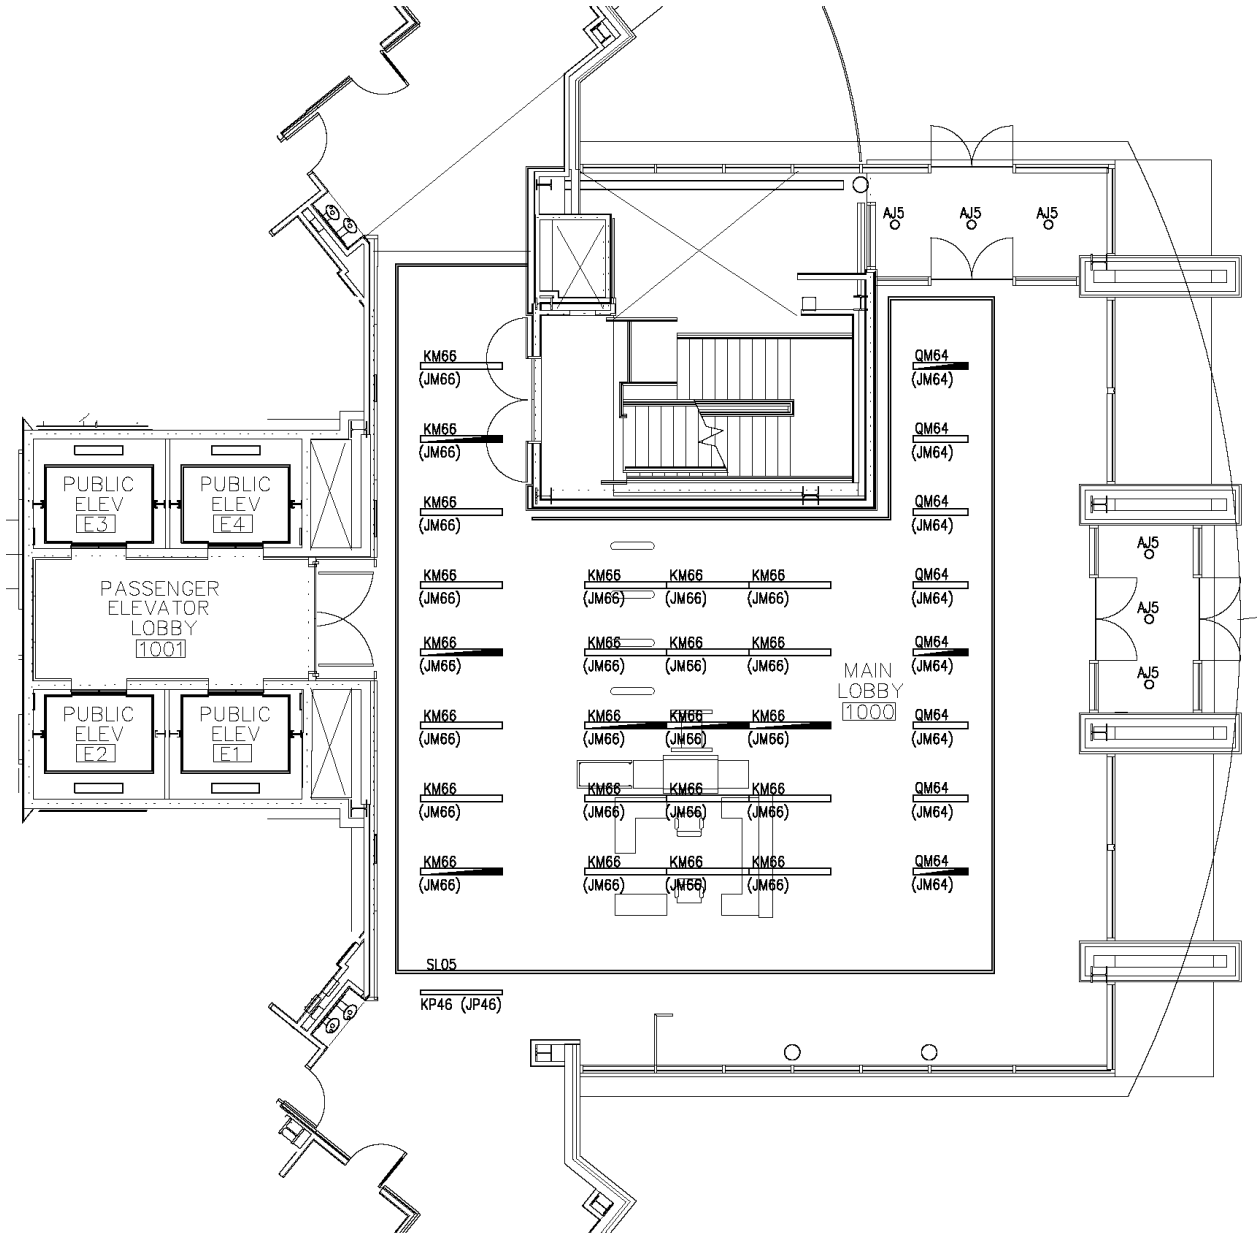 AJ5 AJ5 AJ5
KM66 QM64
(JM66) (JM64)
KM66 QM64
(JM66) (JM64)
KM66 QM64
(JM66) (JM64)
PUBLIC ELEV E3
PUBLIC ELEV E4
AJ5
KM66 KM66 KM66 KM66 QM64
(JM66) (JM66) (JM66) (JM66) (JM64)
PASSENGER
ELEVATOR
LOBBY
1001
AJ5
KM66 KM66 KM66 KM66 QM64
(JM66) (JM66) (JM66) (JM66) (JM64)
MAIN
LOBBY
1000
AJ5
PUBLIC ELEV E2
PUBLIC ELEV E1
KM66 KM66 KM66 KM66 QM64
(JM66) (JM66) (JM66) (JM66) (JM64)
KM66 KM66 KM66 KM66 QM64
(JM66) (JM66) (JM66) (JM66) (JM64)
KM66 KM66 KM66 KM66 QM64
(JM66) (JM66) (JM66) (JM66) (JM64)
SL05
KP46 (JP46)